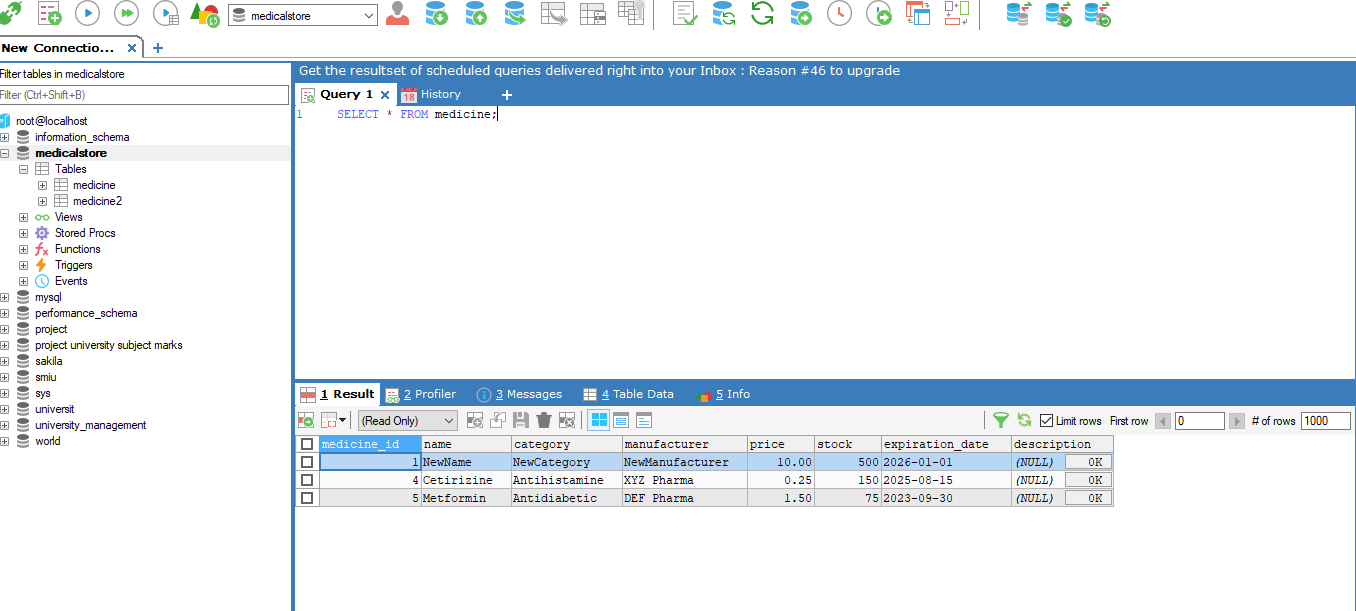 medicalstore
New Connectio...
Filter tables in medicalstore
Filter (Ctrl+Shift+B)
root@localhost
information_schema
medicalstore
Tables
medicine
medicine2
Views
Stored Procs
Functions
Triggers
Events
mysql
performance_schema
project
project university subject marks
sakila
smiu
sys
universit
university_management
world
Get the resultset of scheduled queries delivered right into your Inbox : Reason #46 to upgrade
Query 1 18 History
1 SELECT * FROM medicine;
1 Result 2 Profiler 3 Messages 4 Table Data 5 Info
(Read Only) Limit rows First row 0 # of rows 1000
medicine_id name category manufacturer price stock expiration_date description
1 NewName NewCategory NewManufacturer 10.00 500 2026-01-01 (NULL) 0K
4 Cetirizine Antihistamine XYZ Pharma 0.25 150 2025-08-15 (NULL) 0K
5 Metformin Antidiabetic DEF Pharma 1.50 75 2023-09-30 (NULL) 0K